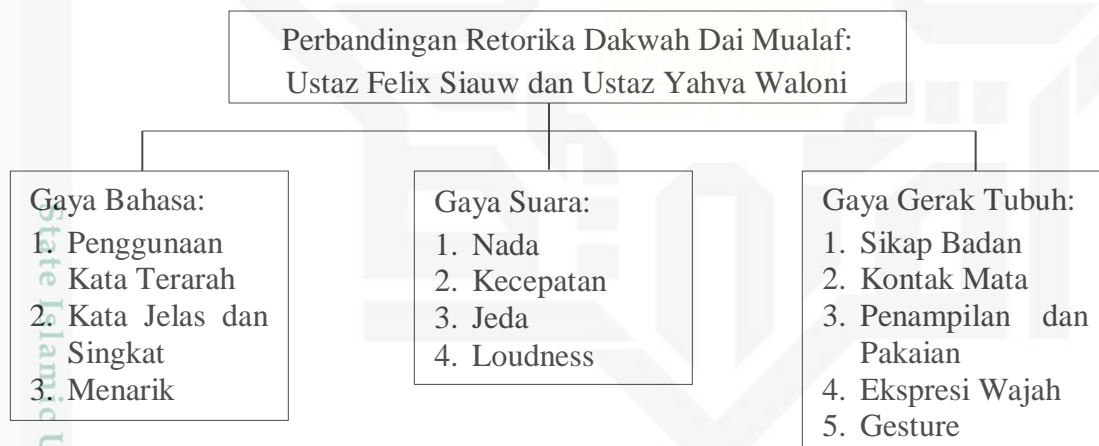 Perbandingan Retorika Dakwah Dai Mualaf:
Ustaz Felix Siauw dan Ustaz Yahya Waloni
Gaya Bahasa:
1. Penggunaan
Kata Terarah
2. Kata Jelas dan
Singkat
3. Menarik
Gaya Suara:
1. Nada
2. Kecepatan
3. Jeda
4. Loudness
Gaya Gerak Tubuh:
1. Sikap Badan
2. Kontak Mata
3. Penampilan dan
Pakaian
4. Ekspresi Wajah
5. Gesture
State Islamic U